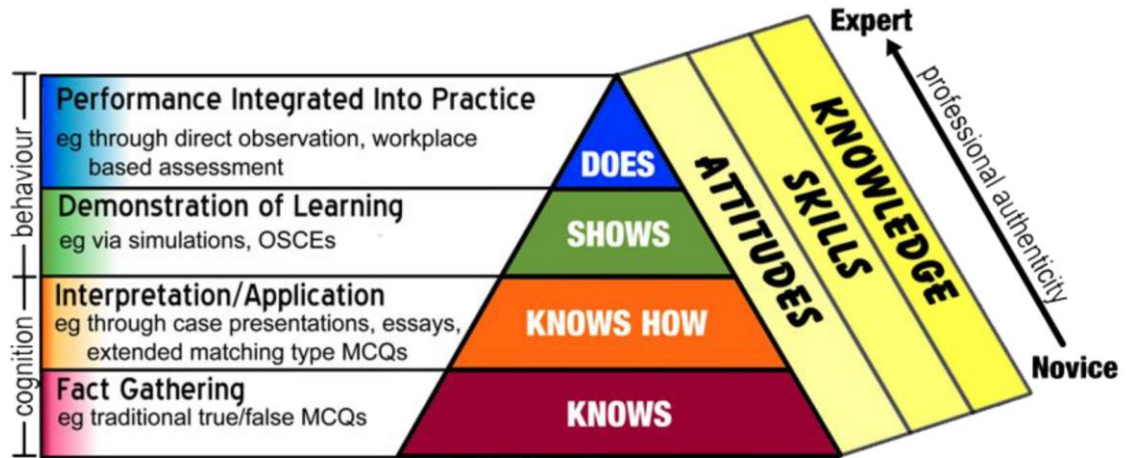 Performance Integrated Into Practice
eg through direct observation, workplace
based assessment
Demonstration of Learning
eg via simulations, OSCEs
Interpretation/Application
eg through case presentations, essays,
extended matching type MCQs
Fact Gathering
eg traditional true/false MCQs
behaviour
cognition
DOES
SHOWS
KNOWS HOW
KNOWS
ATTITUDES
SKILLS
KNOWLEDGE
Expert
professional authenticity
Novice